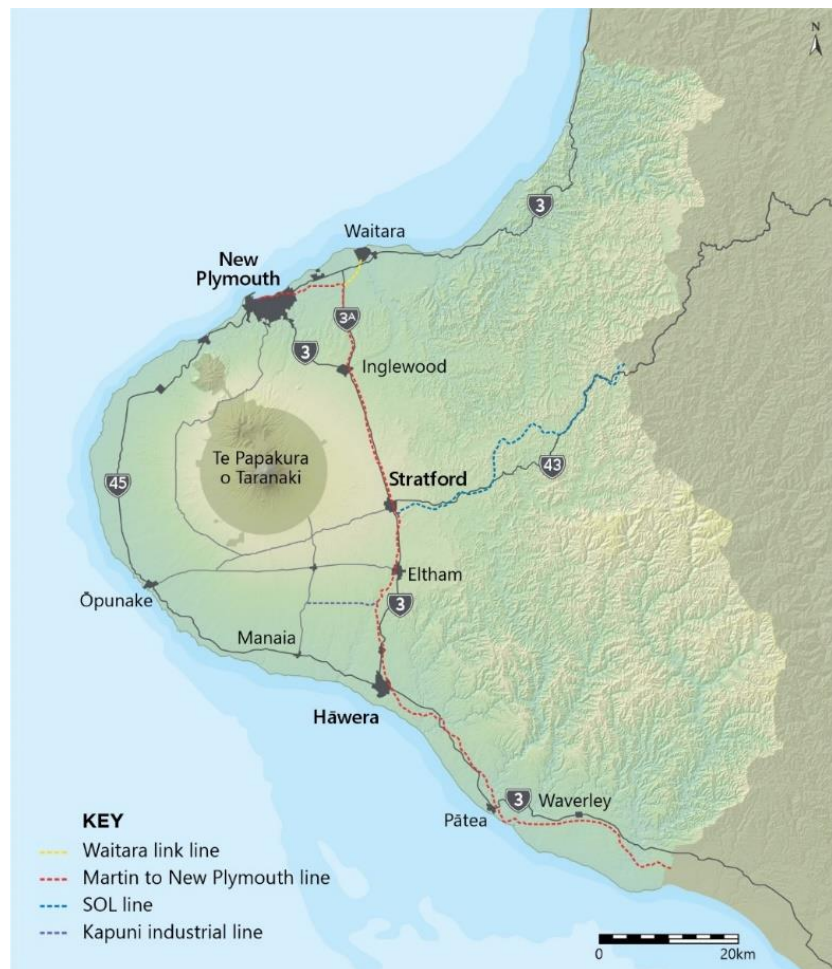 N
3
Waitara
New
Plymouth
3A
3
Inglewood
Te Papakura
o Taranaki
45
Stratford
43
Ōpunake
Eltham
3
Manaia
Hāwera
3
Waverley
Pātea
KEY
Waitara link line
Martin to New Plymouth line
SOL line
Kapuni industrial line
0
20km